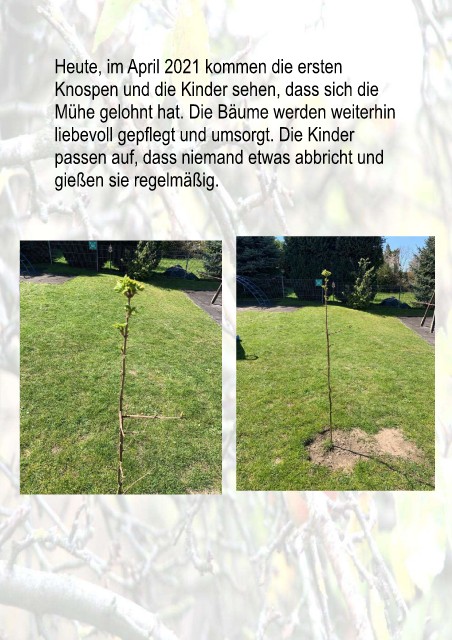 Heute, im April 2021 kommen die ersten
Knospen und die Kinder sehen, dass sich die
Mühe gelohnt hat. Die Bäume werden weiterhin
liebevoll gepflegt und umsorgt. Die Kinder
passen auf, dass niemand etwas abbricht und
gießen sie regelmäßig.